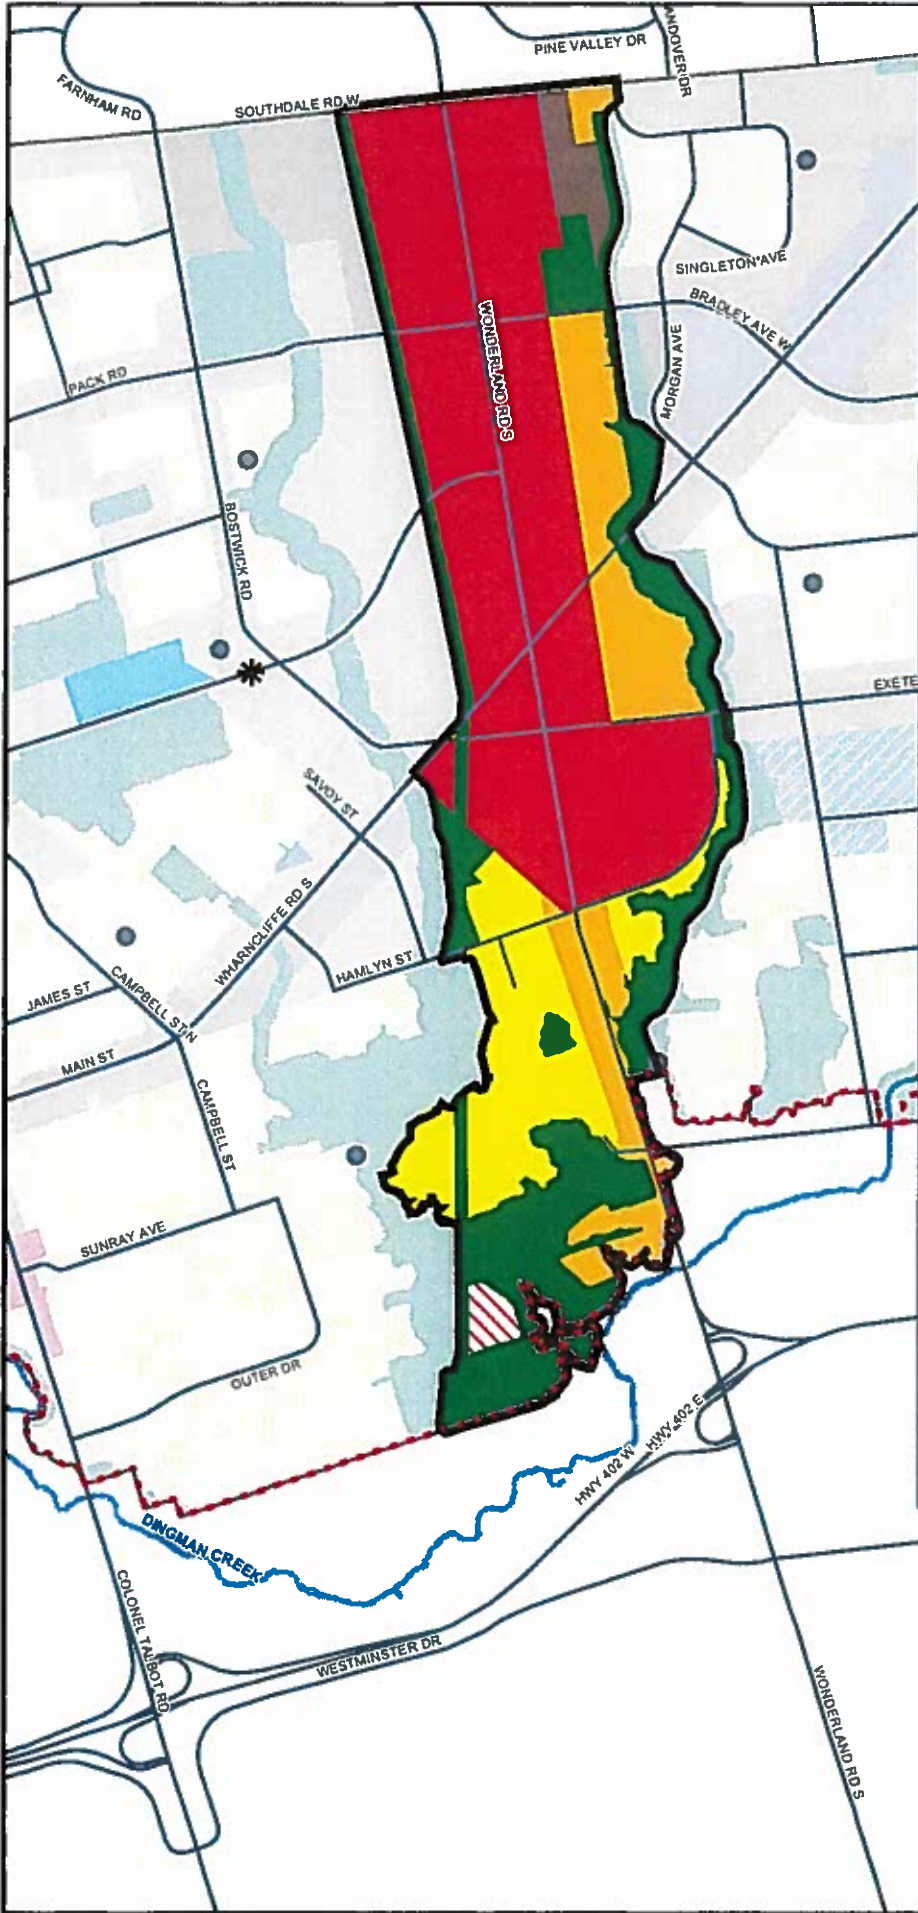 PINE VALLEY DR
ANDOVER DR
FARNHAM RD
SOUTHDALE RD W
SINGLETON AVE
BRADLEY AVE W
WONDERLAND RD S
MORGAN AVE
PACK RD
BOSTWICK RD
EXETE
SAVOY ST
WHARNCLIFFE RD S
HAMLYN ST
JAMES ST
CAMPBELL ST N
MAIN ST
CAMPBELL ST
SUNRAY AVE
OUTER DR
HWY 402 E
HWY 402 W
DINGMAN CREEK
COLONEL TALBOT RD
WESTMINSTER DR
WONDERLAND RD S